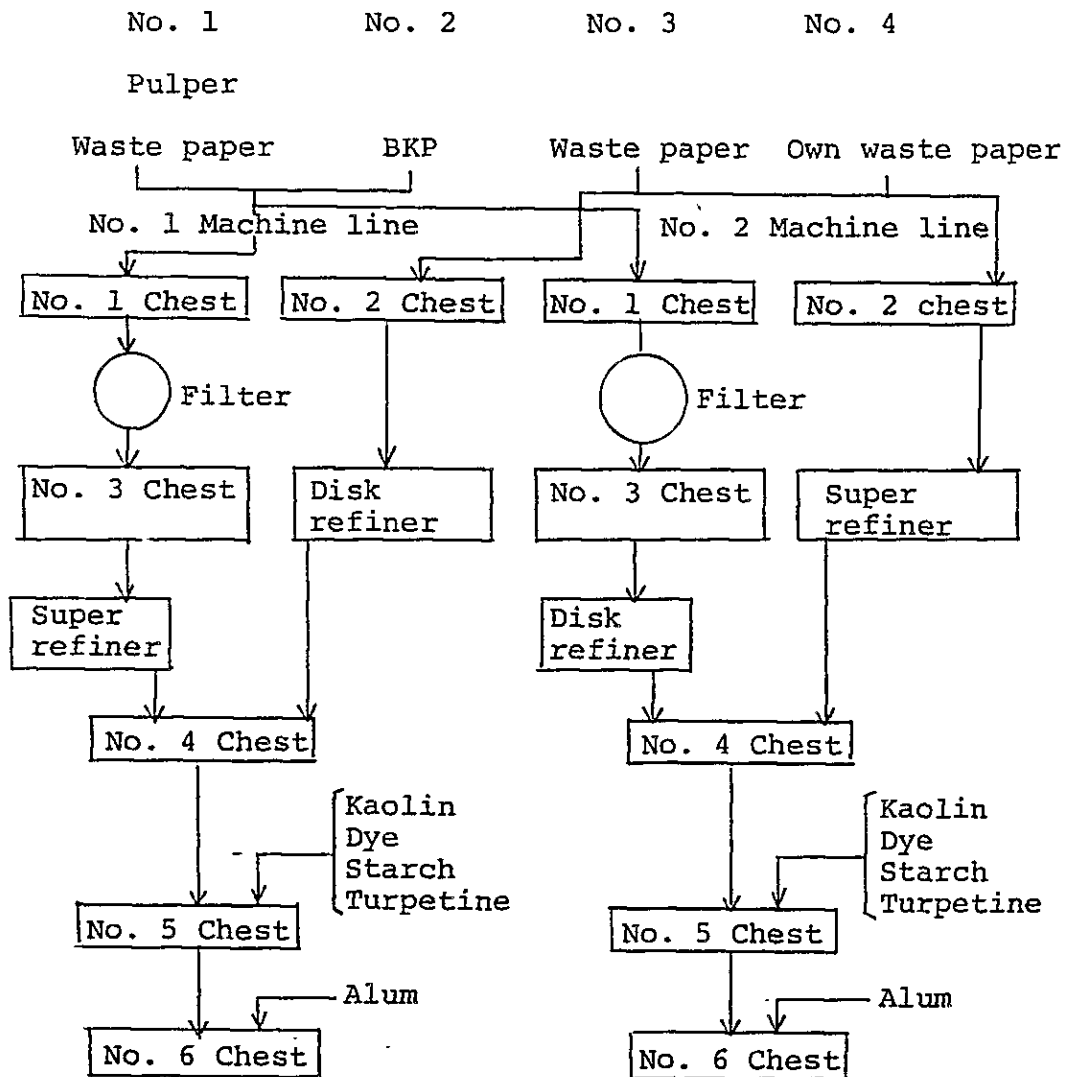 No. 1 No. 2 No. 3 No. 4
Pulper
Waste paper BKP Waste paper Own waste paper
No. 1 Machine line No. 2 Machine line
No. 1 Chest No. 2 Chest No. 1 Chest No. 2 chest
Filter Filter
No. 3 Chest Disk refiner No. 3 Chest Super refiner
Super refiner Disk refiner
No. 4 Chest No. 4 Chest
Kaolin Kaolin
Dye Dye
Starch Starch
Turpetine Turpetine
No. 5 Chest No. 5 Chest
Alum Alum
No. 6 Chest No. 6 Chest